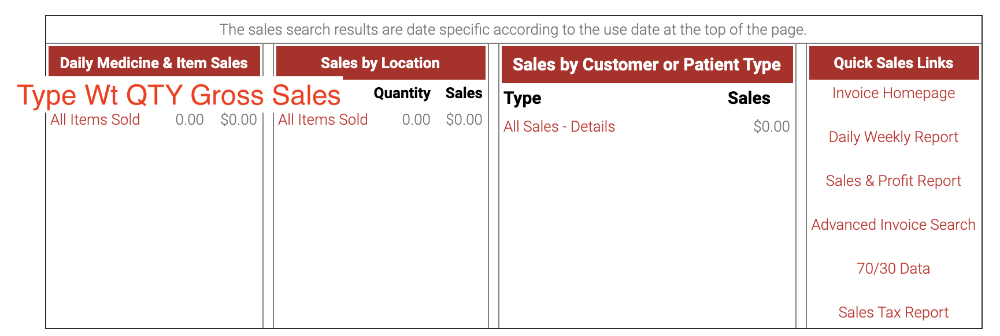 The sales search results are date specific according to the use date at the top of the page.
Daily Medicine & Item Sales
Type Wt QTY Gross Sales
All Items Sold 0.00 $0.00
Sales by Location
Quantity Sales
All Items Sold 0.00 $0.00
Sales by Customer or Patient Type
Type Sales
All Sales - Details $0.00
Quick Sales Links
Invoice Homepage
Daily Weekly Report
Sales & Profit Report
Advanced Invoice Search
70/30 Data
Sales Tax Report